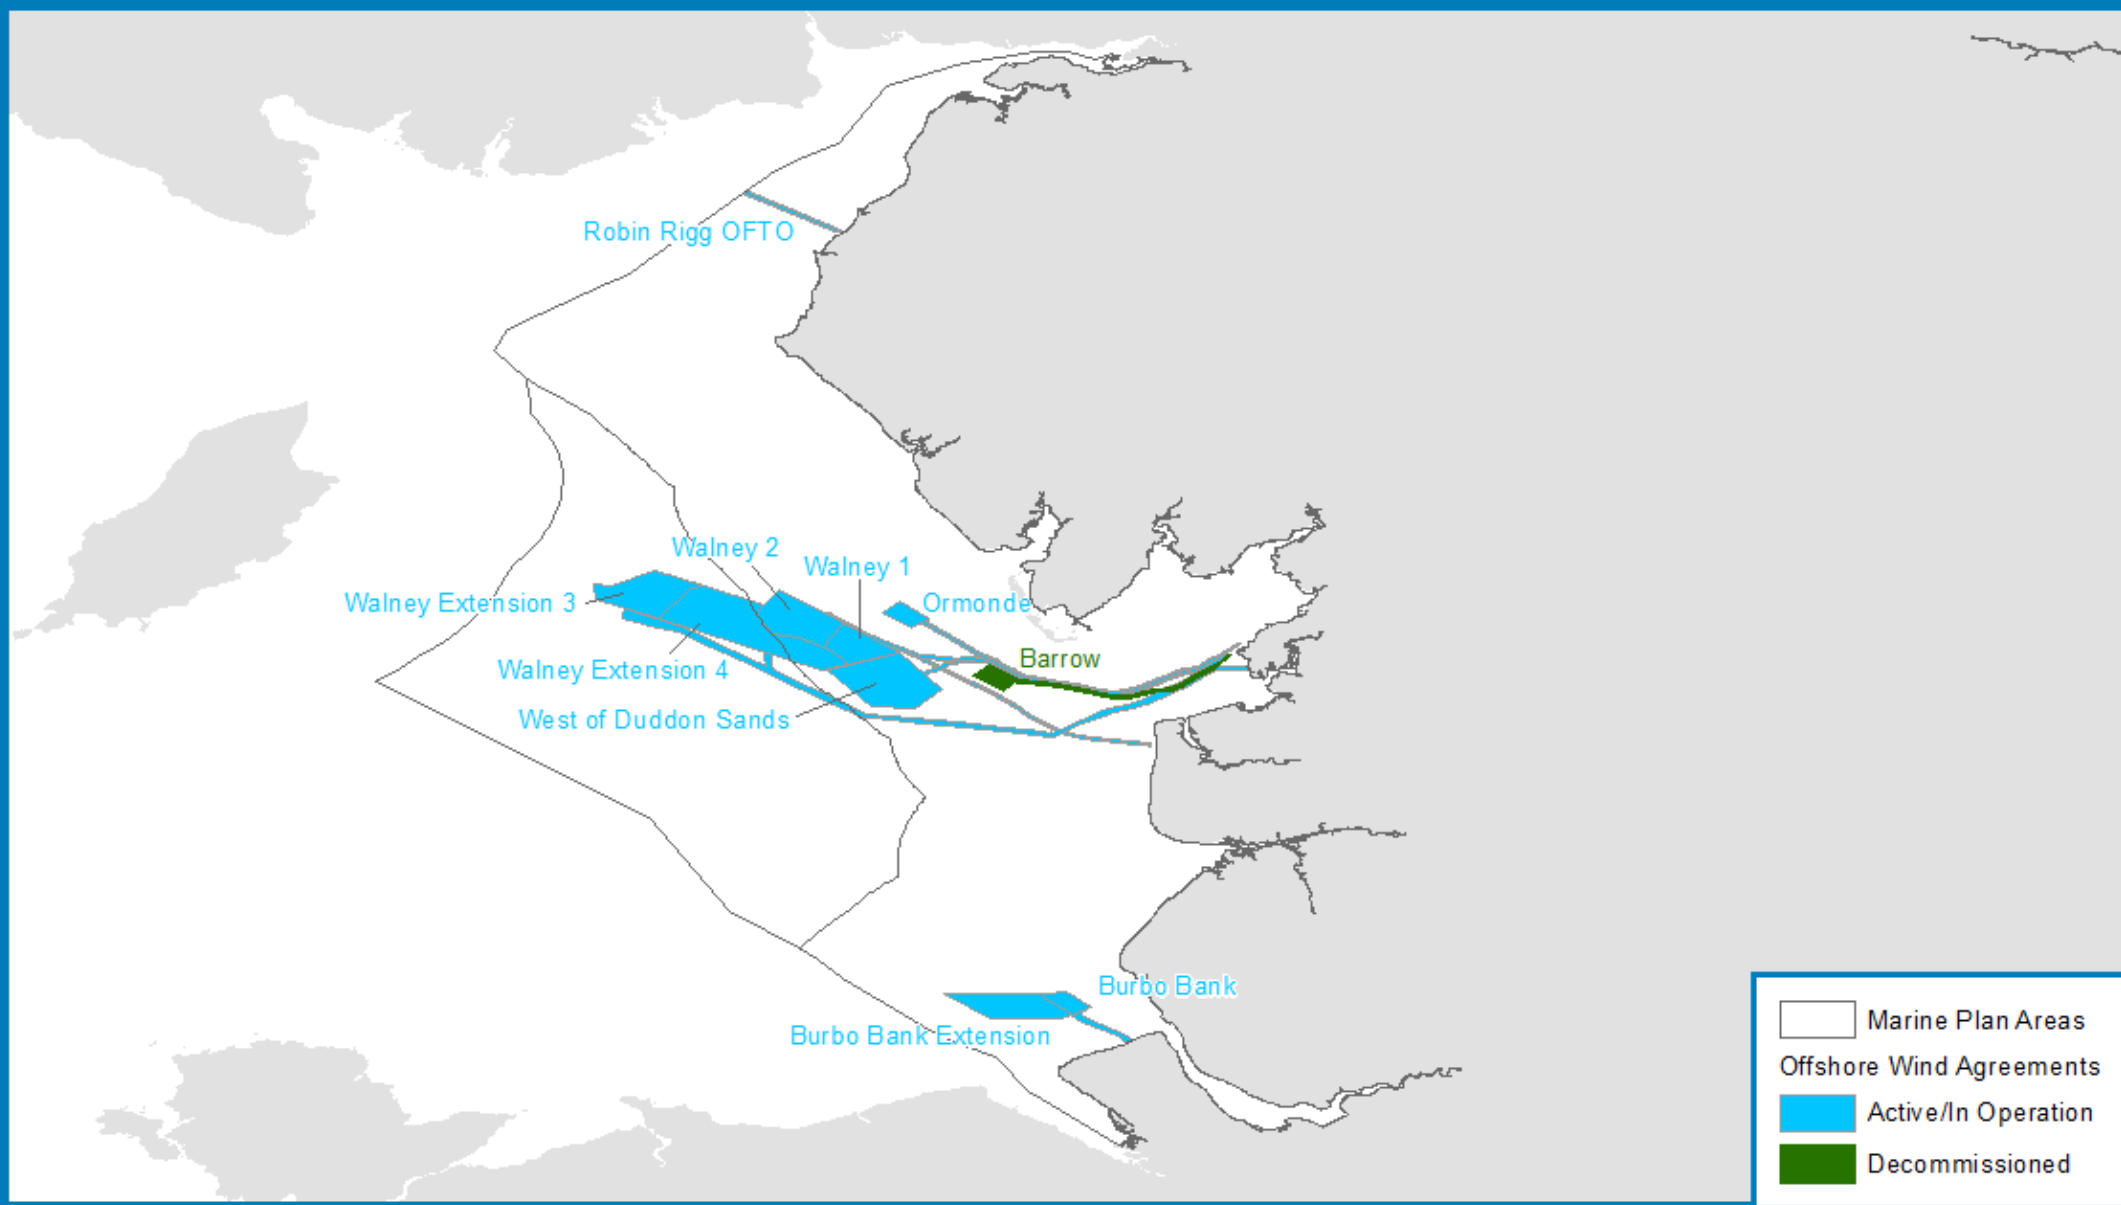 Robin Rigg OFTO
Walney 2
Walney 1
Walney Extension 3
Ormonde
Barrow
Walney Extension 4
West of Duddon Sands
Burbo Bank
Burbo Bank Extension
Marine Plan Areas
Offshore Wind Agreements
Active/In Operation
Decommissioned